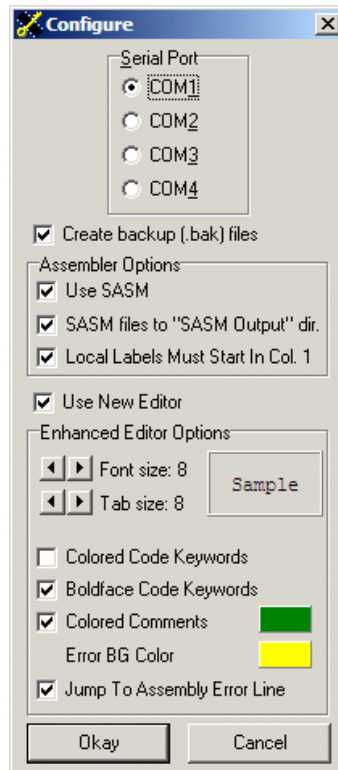 Configure
Serial Port
COM1
COM2
COM3
COM4
Create backup (.bak) files
Assembler Options
Use SASM
SASM files to "SASM Output" dir.
Local Labels Must Start In Col. 1
Use New Editor
Enhanced Editor Options
Font size: 8
Sample
Tab size: 8
Colored Code Keywords
Boldface Code Keywords
Colored Comments
Error BG Color
Jump To Assembly Error Line
Okay Cancel